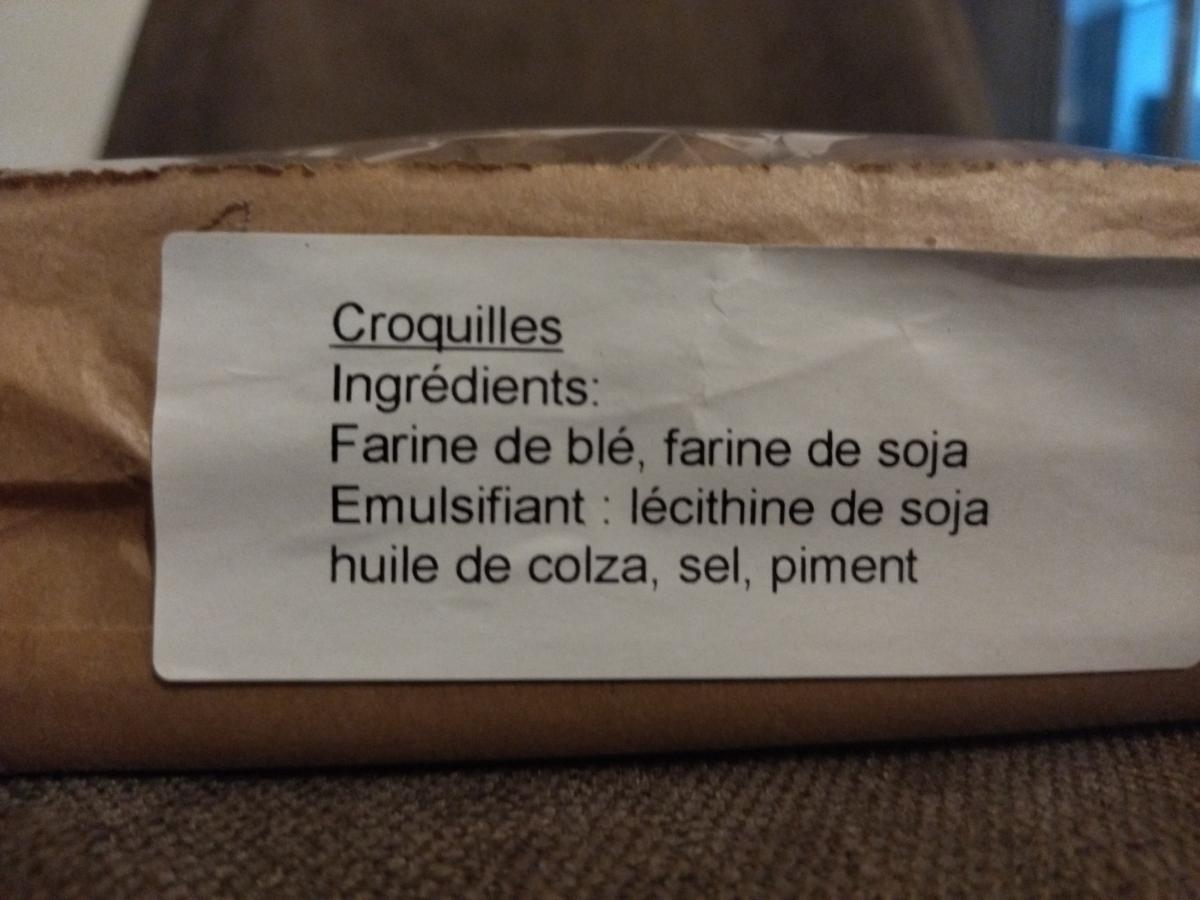 Croquilles
Ingrédients:
Farine de blé, farine de soja
Emulsifiant : lécithine de soja
huile de colza, sel, piment